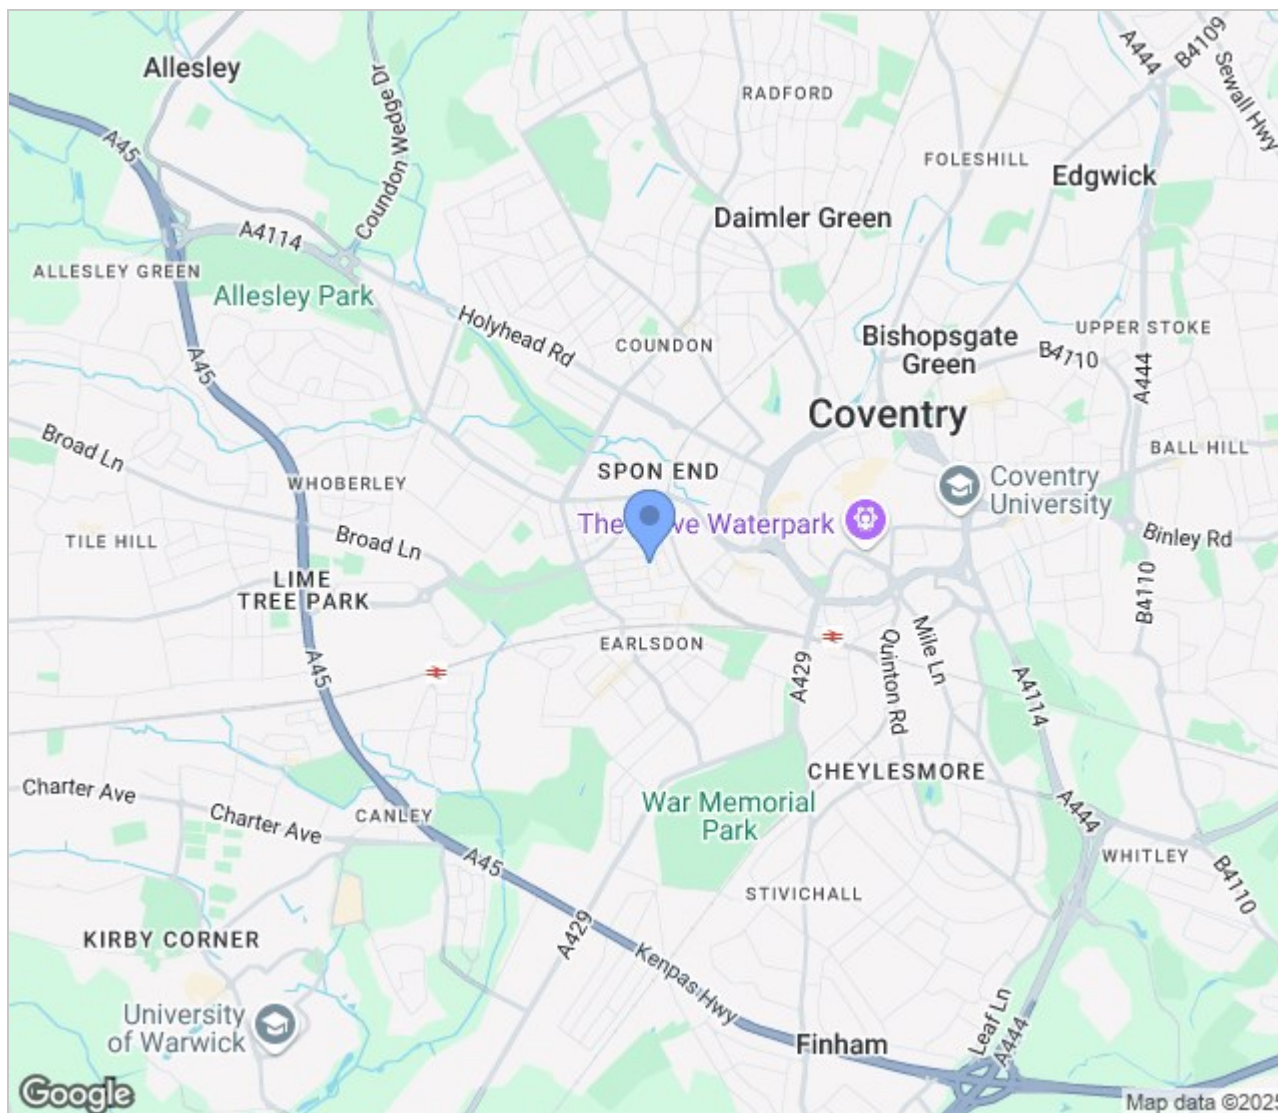 Allesley
Coundon Wedge Dr
RADFORD
A444
B4109
Sewall Hwy
A45
FOLESHILL
Edgwick
Daimler Green
A4114
ALLESLEY GREEN
Allesley Park
Holyhead Rd
COUNDON
Bishopsgate
Green
UPPER STOKE
B4110
A45
A444
Coventry
Broad Ln
BALL HILL
SPON END
WHOBERLEY
Coventry
University
The
ve Waterpark
Binley Rd
TILE HILL
Broad Ln
LIME
TREE PARK
B4110
EARLSDON
Mile Ln
Quinton Rd
A429
A45
A4114
CHEYLESMORE
Charter Ave
War Memorial
Park
Charter Ave
CANLEY
A444
WHITLEY
A45
B4110
STIVICHALL
A429
KIRBY CORNER
Kenpas Hwy
University
of Warwick
Leaf Ln
A444
Finham
Google
Map data ©2025